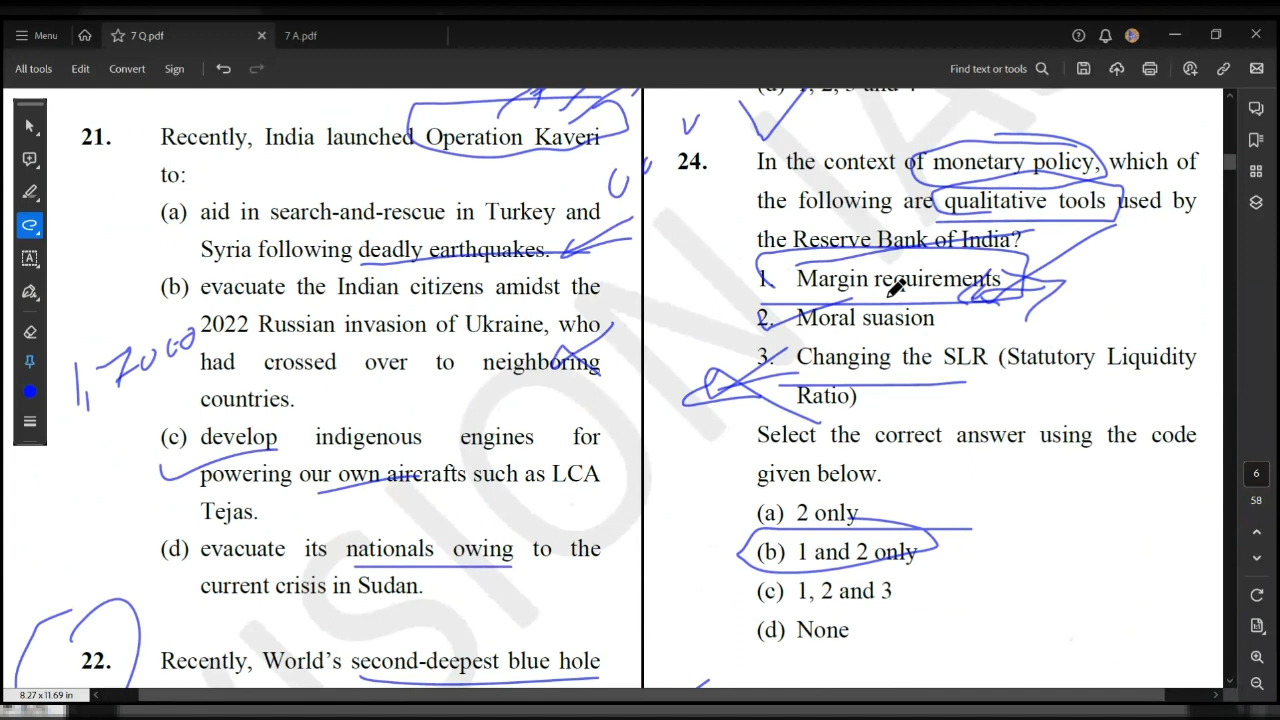 Menu
7 Q.pdf
7 A.pdf
All tools
Edit
Convert
Sign
Find text or tools
21. Recently, India launched Operation Kaveri
to:
(a) aid in search-and-rescue in Turkey and
Syria following deadly earthquakes.
(b) evacuate the Indian citizens amidst the
2022 Russian invasion of Ukraine, who
had crossed over to neighboring
countries.
(c) develop indigenous engines for
powering our own aircrafts such as LCA
Tejas.
(d) evacuate its nationals owing to the
current crisis in Sudan.
22. Recently, World's second-deepest blue hole
24. In the context of monetary policy, which of
the following are qualitative tools used by
the Reserve Bank of India?
1. Margin requirements
2. Moral suasion
3. Changing the SLR (Statutory Liquidity
Ratio)
Select the correct answer using the code
given below.
(a) 2 only
(b) 1 and 2 only
(c) 1, 2 and 3
(d) None
6
58
8.27 x 11.69 in